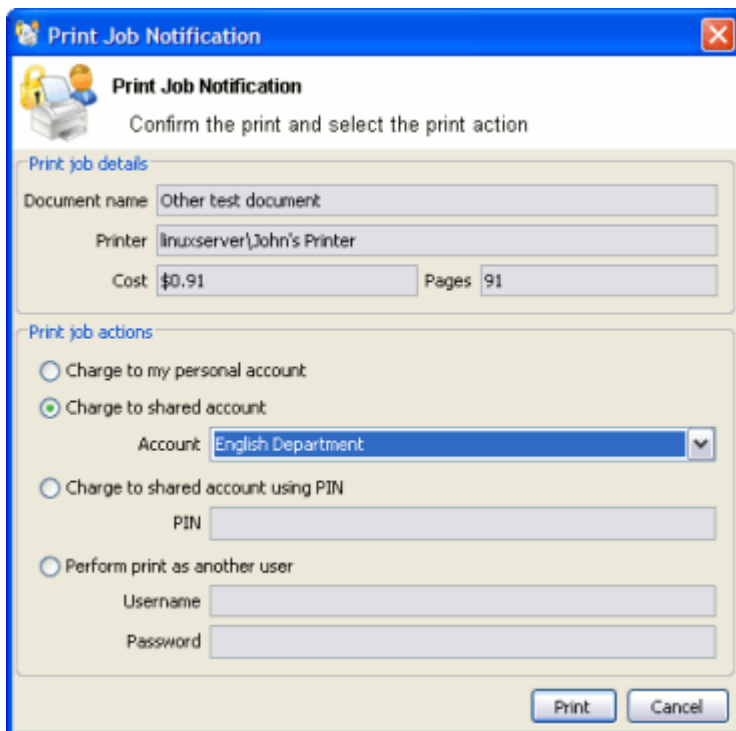 Print Job Notification
Print Job Notification
Confirm the print and select the print action
Print job details
Document name Other test document
Printer linuxserver\John's Printer
Cost $0.91 Pages 91
Print job actions
Charge to my personal account
Charge to shared account
Account English Department
Charge to shared account using PIN
PIN
Perform print as another user
Username
Password
Print Cancel